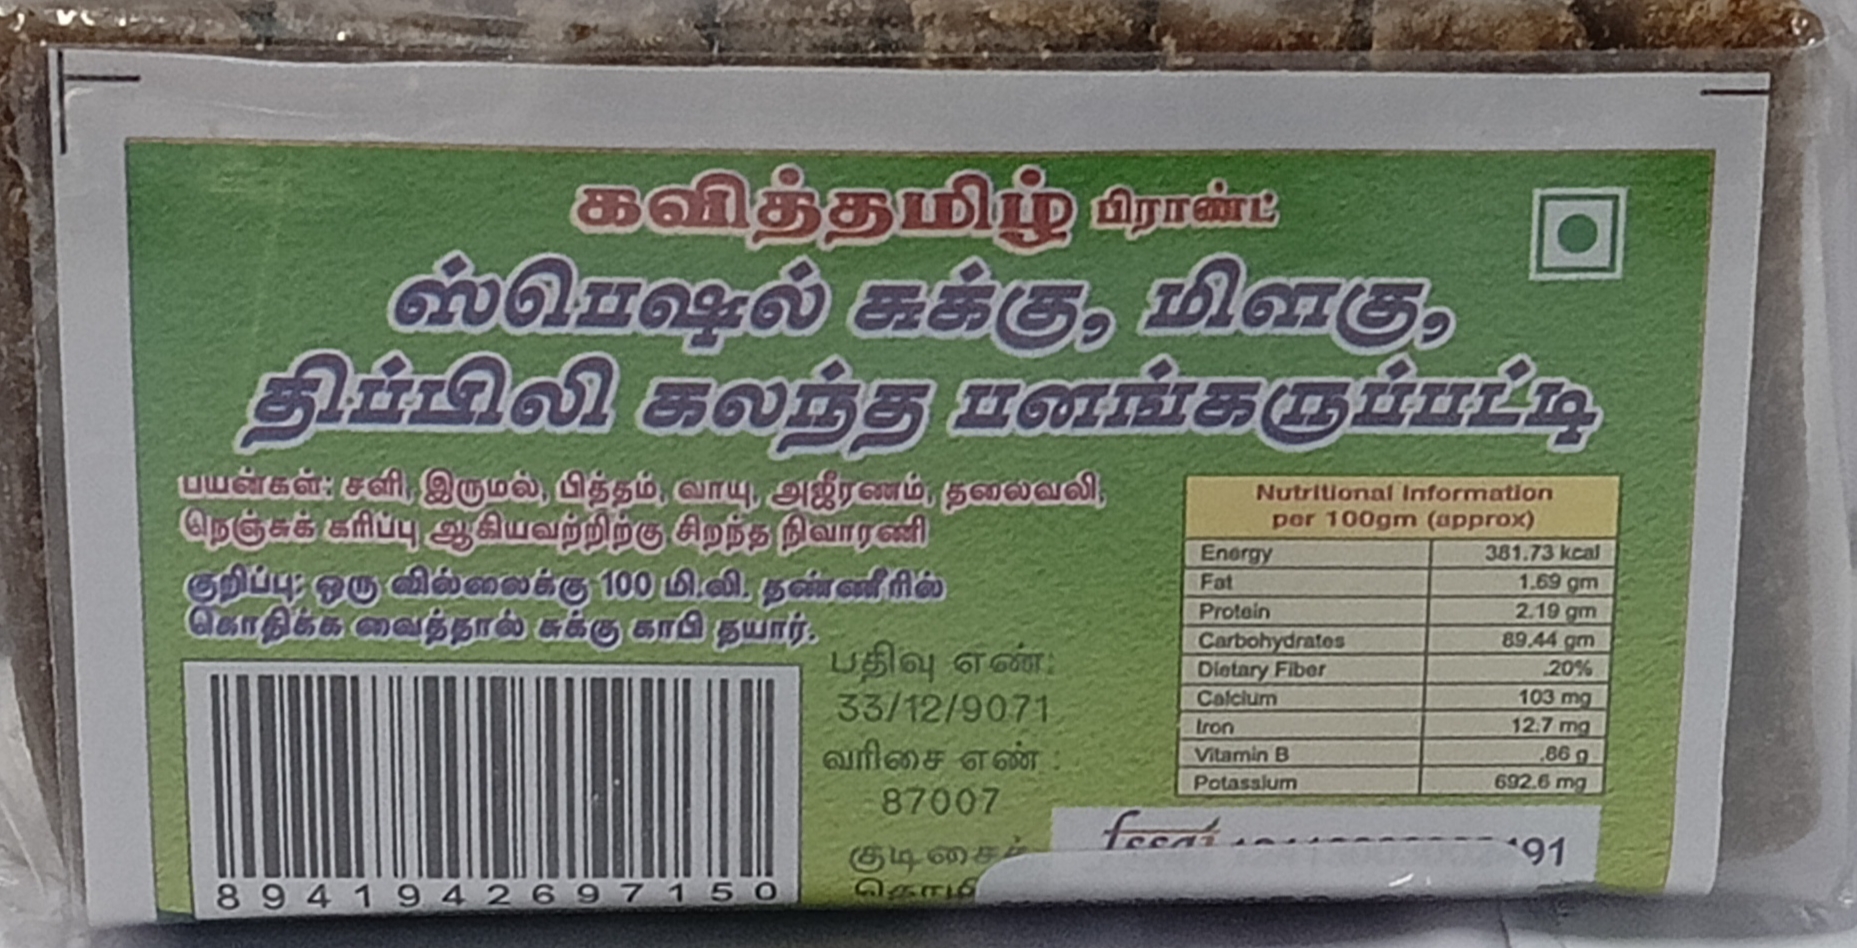 கவித்தமிழ் பிராண்ட்
ஸ்பெஷல் சுக்கு, மிளகு,
திப்பிலி கலந்த பனங்கருப்பட்டி
பயன்கள்: சளி, இருமல், பித்தம், வாயு, அஜீரணம், தலைவலி,
நெஞ்சுக் கரிப்பு ஆகியவற்றிற்கு சிறந்த நிவாரணி
குறிப்பு: ஒரு வில்லைக்கு 100 மி.லி. தண்ணீரில்
கொதிக்க வைத்தால் சுக்கு காபி தயார்.
பதிவு எண்:
33/12/9071
வரிசை எண் :
87007
8941942697150
Nutritional Information
per 100gm (approx)
Energy 381.73 kcal
Fat 1.69 gm
Protein 2.19 gm
Carbohydrates 89.44 gm
Dietary Fiber .20%
Calcium 103 mg
Iron 12.7 mg
Vitamin B .86 g
Potassium 692.6 mg
fssai